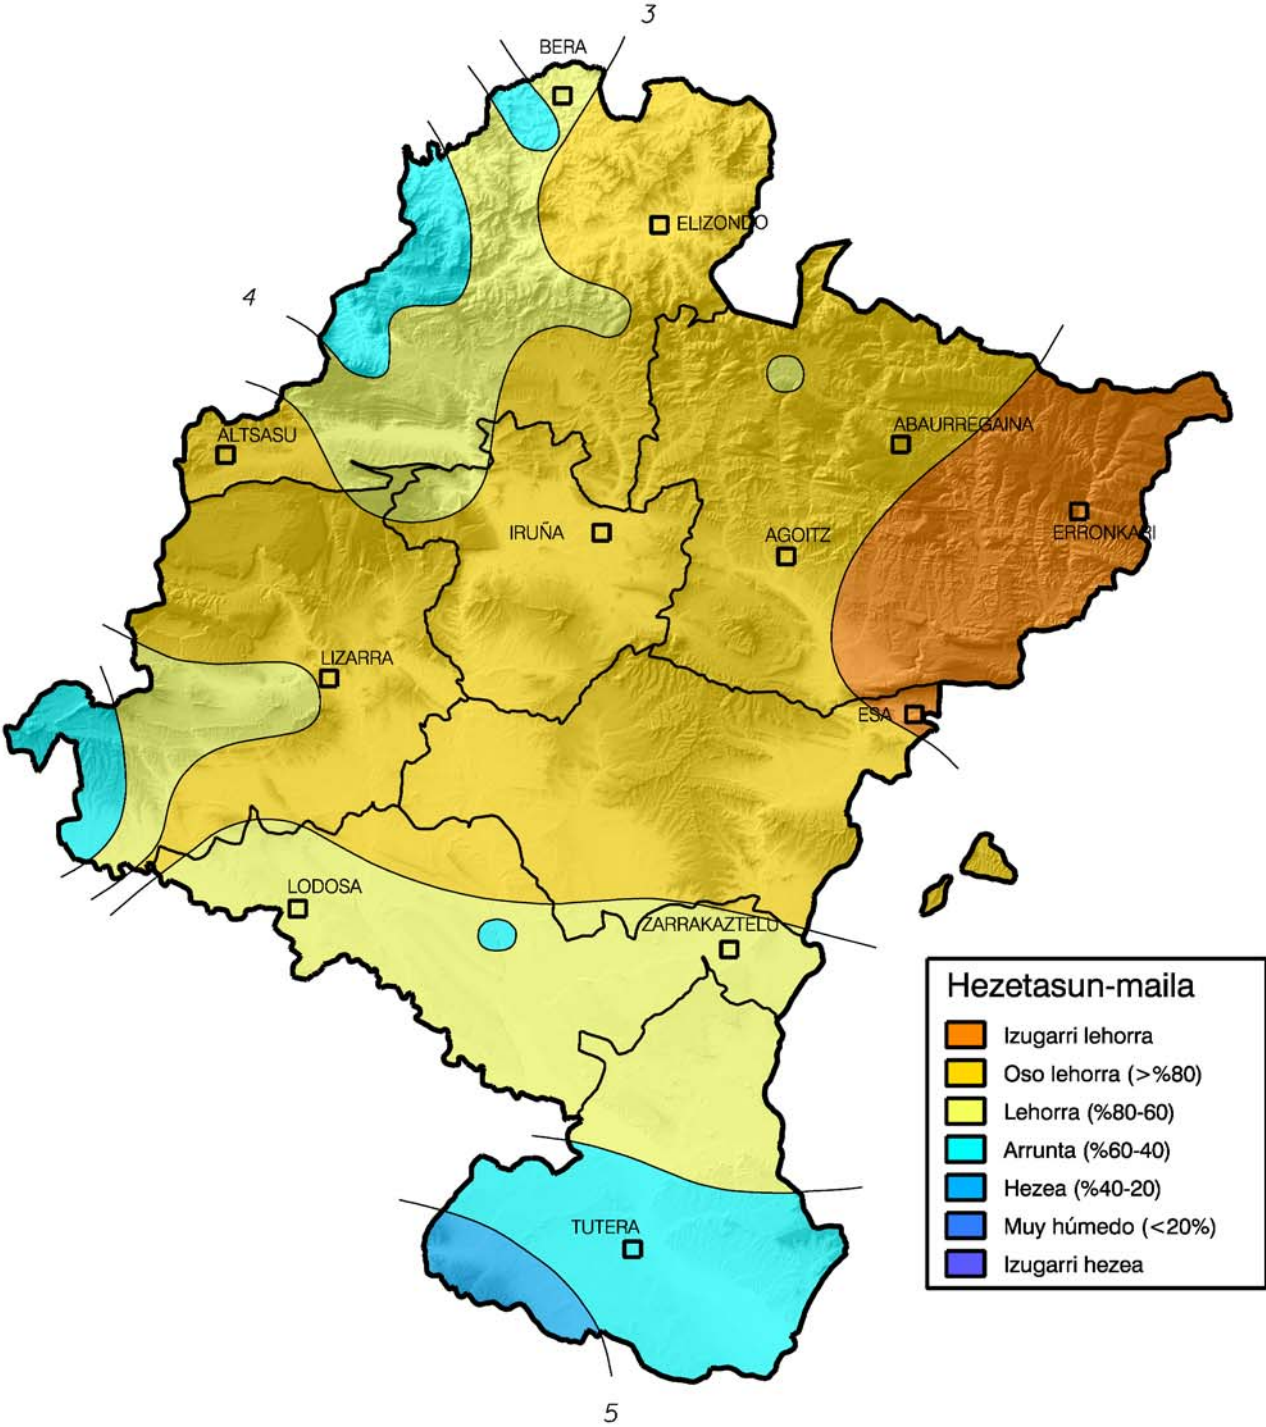 3
BERA
ELIZONDO
4
ALTSASU
ABAURREGAINA
IRUÑA
AGOITZ
ERRONKARI
LIZARRA
ESA
LODOSA
ZARRAKAZTELU
Hezetasun-maila
Izugarri lehorra
Oso lehorra (>%80)
Lehorra (%80-60)
Arrunta (%60-40)
Hezea (%40-20)
Muy húmedo (<20%)
Izugarri hezea
TUTERA
5